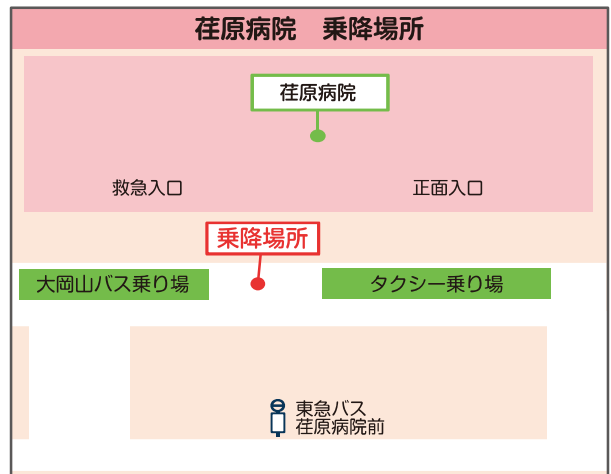 荏原病院　乗降場所
荏原病院
救急入口
正面入口
乗降場所
大岡山バス乗り場
タクシー乗り場
東急バス
荏原病院前